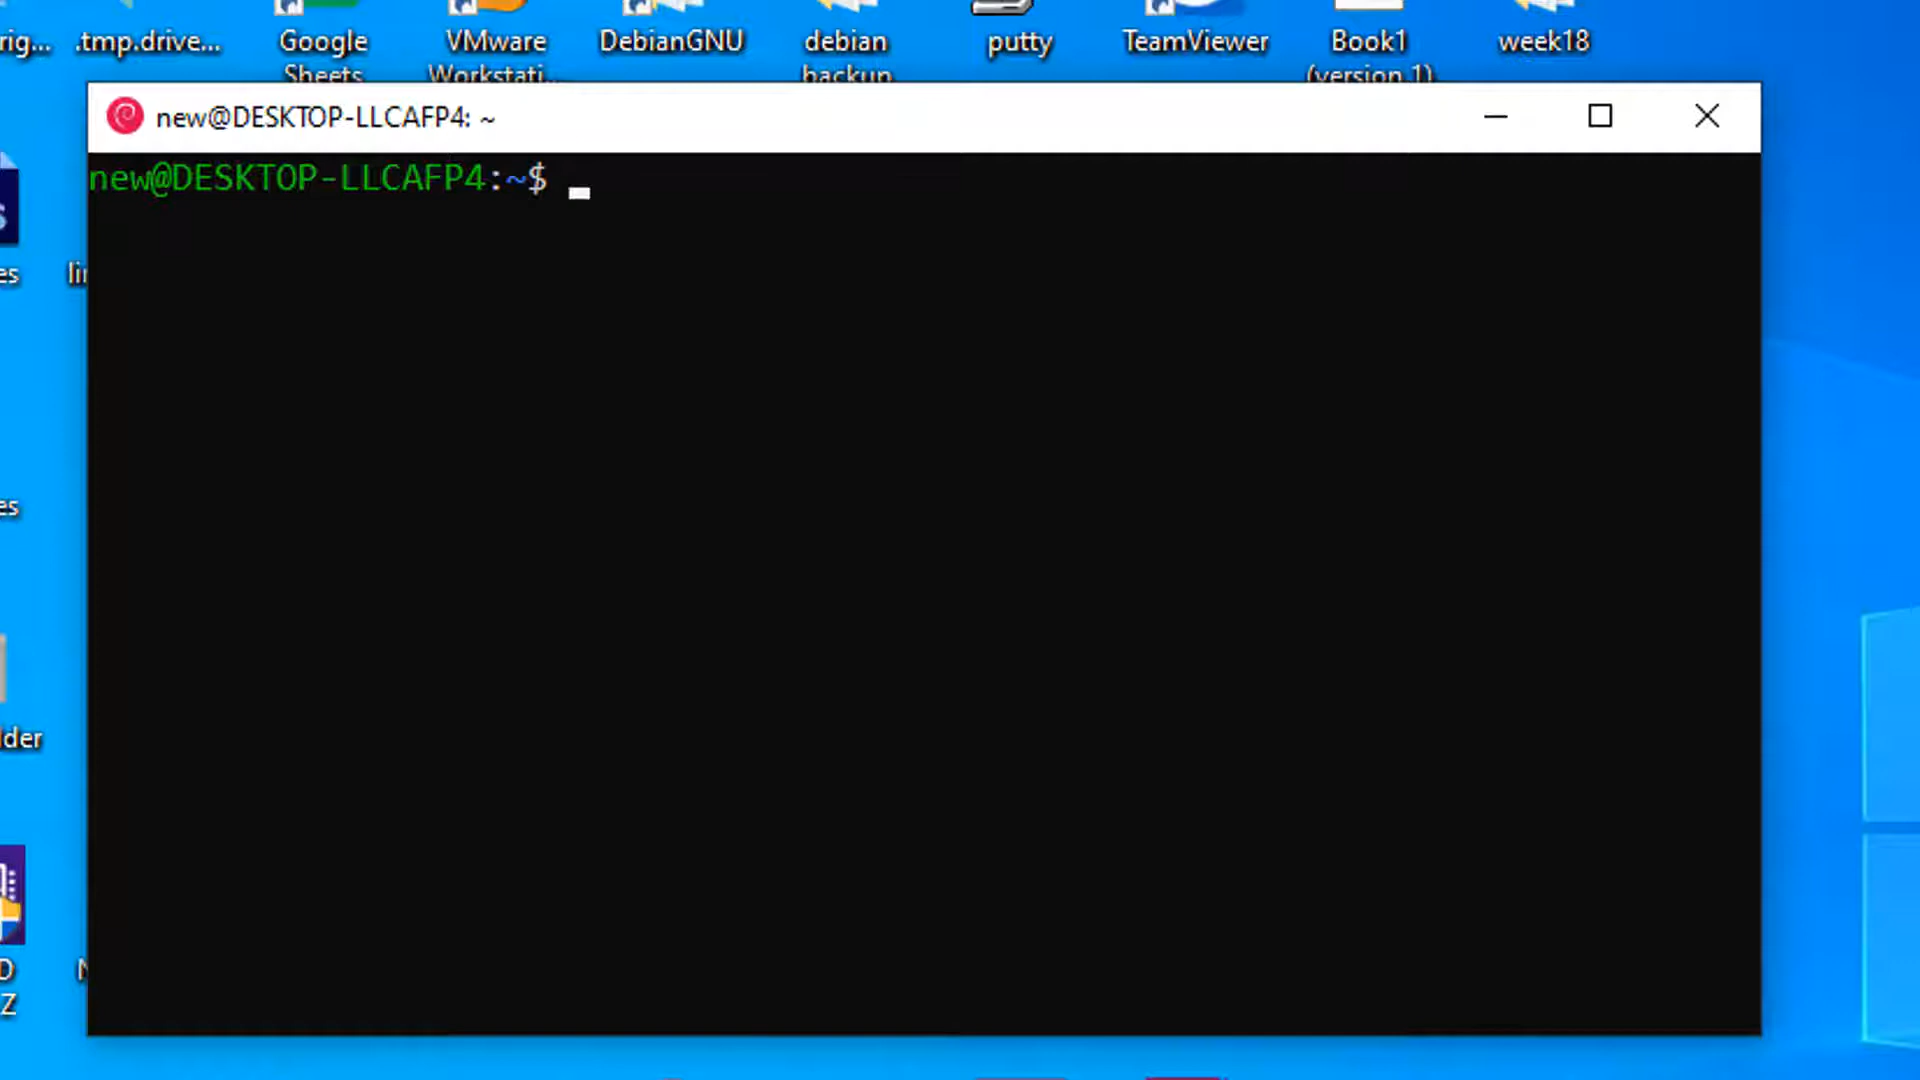 rig... .tmp.drive... Google VMware DebianGNU debian putty TeamViewer Book1 week18
Sheets Workstati... backup (version 1)
new@DESKTOP-LLCAFP4: ~
new@DESKTOP-LLCAFP4:~$
es
es
lder
D
Z